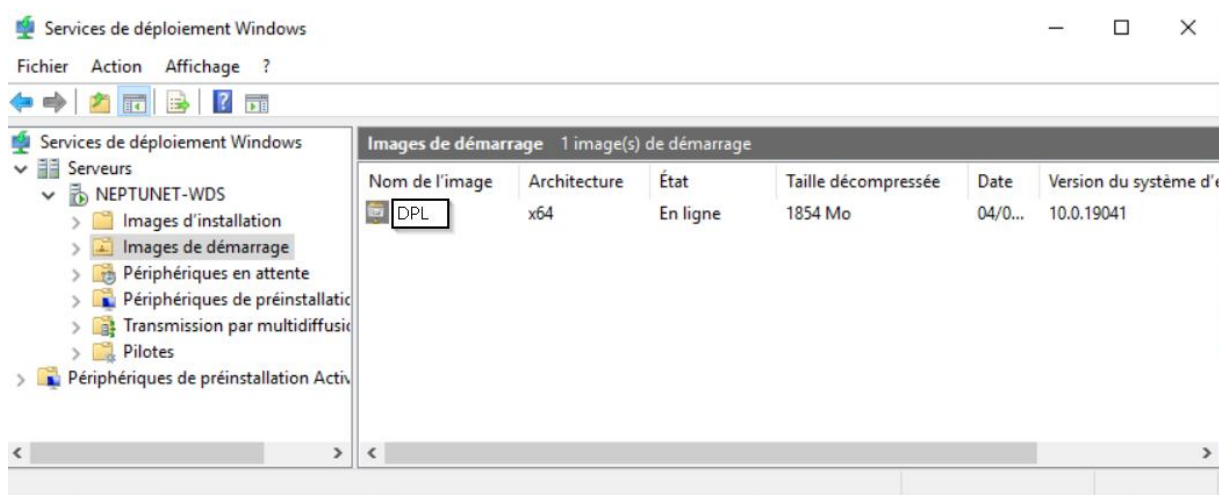 Services de déploiement Windows
Fichier Action Affichage ?
Services de déploiement Windows
Serveurs
NEPTUNET-WDS
Images d'installation
Images de démarrage
Périphériques en attente
Périphériques de préinstallatic
Transmission par multidiffusic
Pilotes
Périphériques de préinstallation Activ
Images de démarrage 1 image(s) de démarrage
Nom de l'image Architecture État Taille décompressée Date Version du système d'e
DPL x64 En ligne 1854 Mo 04/0... 10.0.19041